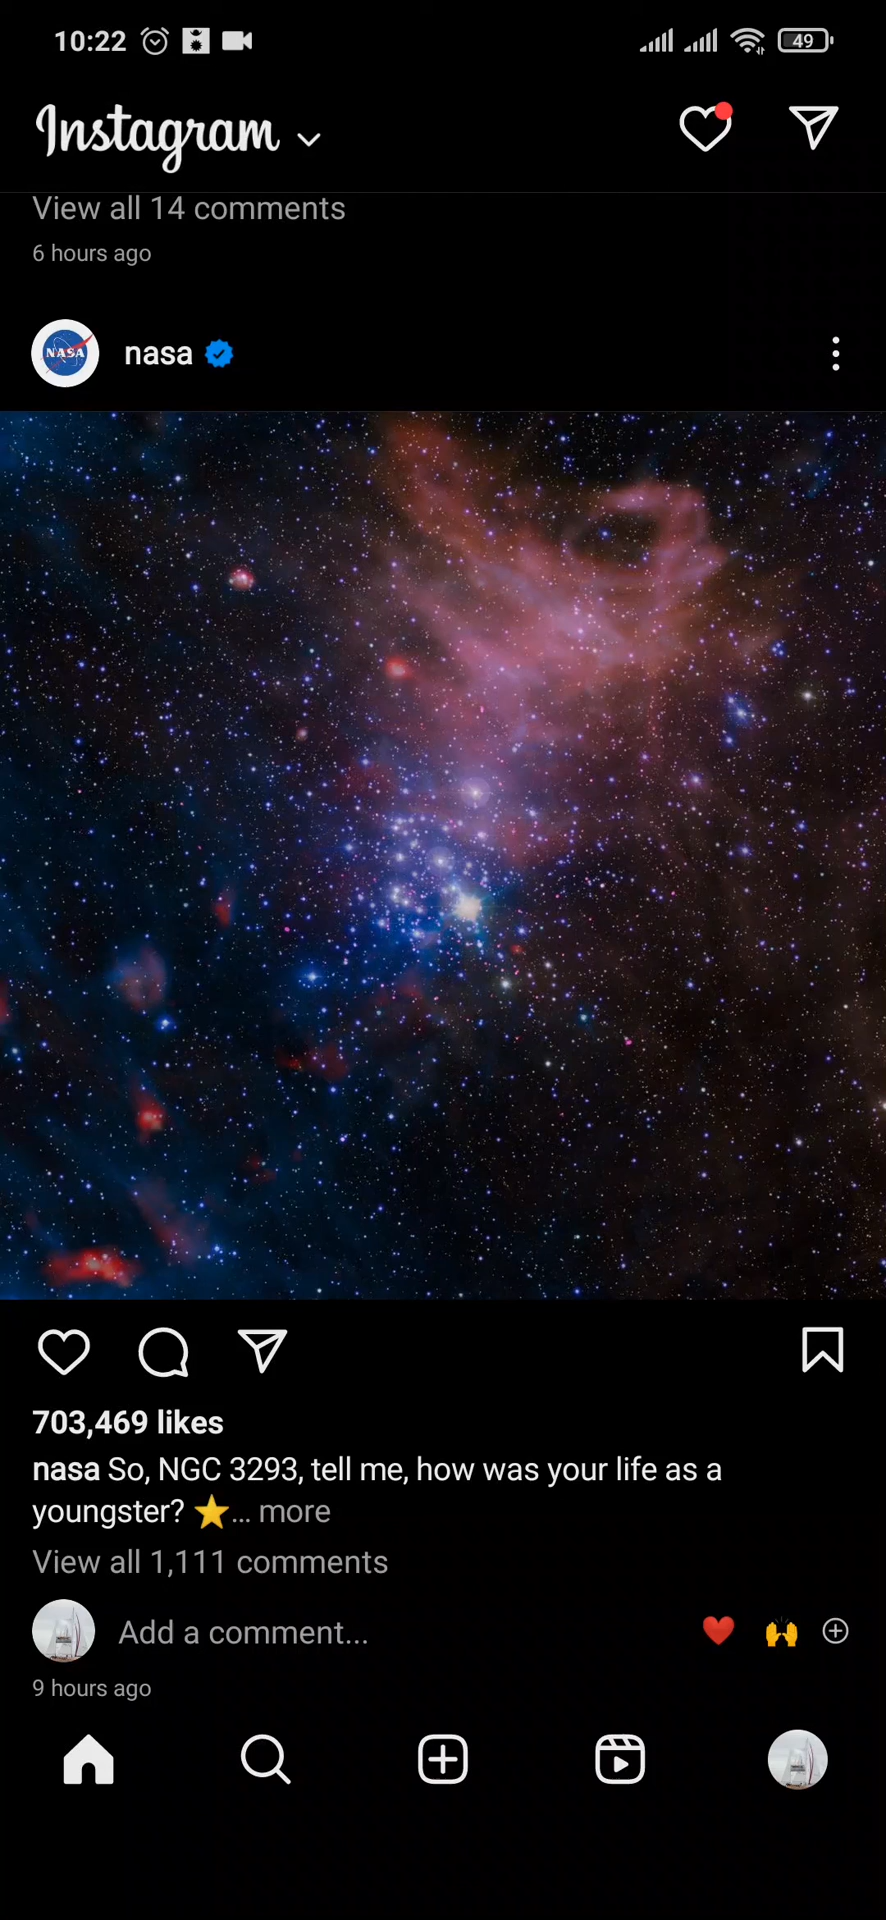 10:22
49
Instagram
View all 14 comments
6 hours ago
NASA
nasa
703,469 likes
nasa So, NGC 3293, tell me, how was your life as a
youngster? ⭐... more
View all 1,111 comments
Add a comment...
9 hours ago